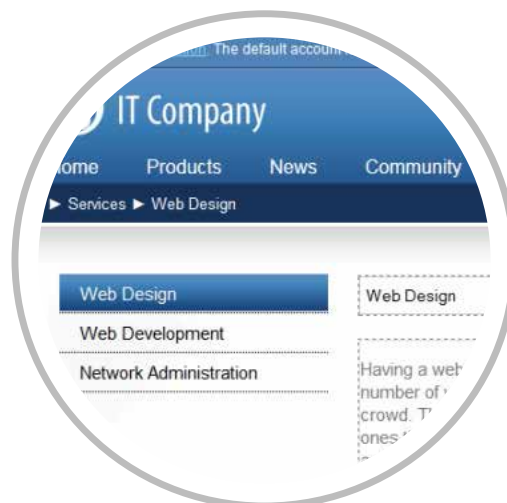 The default accoun
IT Company
ome Products News Community
► Services ► Web Design
Web Design
Web Development
Network Administration
Web Design
Having a web
number of
crowd.
ones